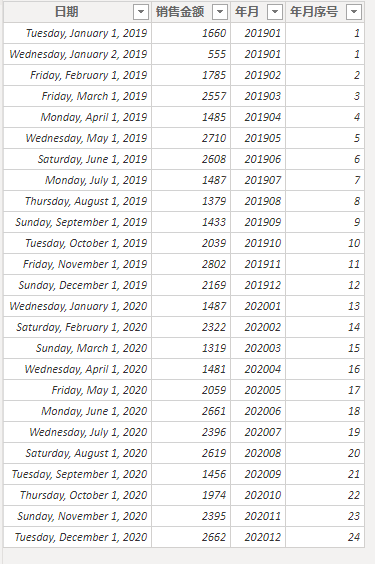 日期 销售金额 年月 年月序号
Tuesday, January 1, 2019 1660 201901 1
Wednesday, January 2, 2019 555 201901 1
Friday, February 1, 2019 1785 201902 2
Friday, March 1, 2019 2557 201903 3
Monday, April 1, 2019 1485 201904 4
Wednesday, May 1, 2019 2710 201905 5
Saturday, June 1, 2019 2608 201906 6
Monday, July 1, 2019 1487 201907 7
Thursday, August 1, 2019 1379 201908 8
Sunday, September 1, 2019 1433 201909 9
Tuesday, October 1, 2019 2039 201910 10
Friday, November 1, 2019 2802 201911 11
Sunday, December 1, 2019 2169 201912 12
Wednesday, January 1, 2020 1487 202001 13
Saturday, February 1, 2020 2322 202002 14
Sunday, March 1, 2020 1319 202003 15
Wednesday, April 1, 2020 1481 202004 16
Friday, May 1, 2020 2059 202005 17
Monday, June 1, 2020 2661 202006 18
Wednesday, July 1, 2020 2396 202007 19
Saturday, August 1, 2020 2619 202008 20
Tuesday, September 1, 2020 1456 202009 21
Thursday, October 1, 2020 1974 202010 22
Sunday, November 1, 2020 2395 202011 23
Tuesday, December 1, 2020 2662 202012 24